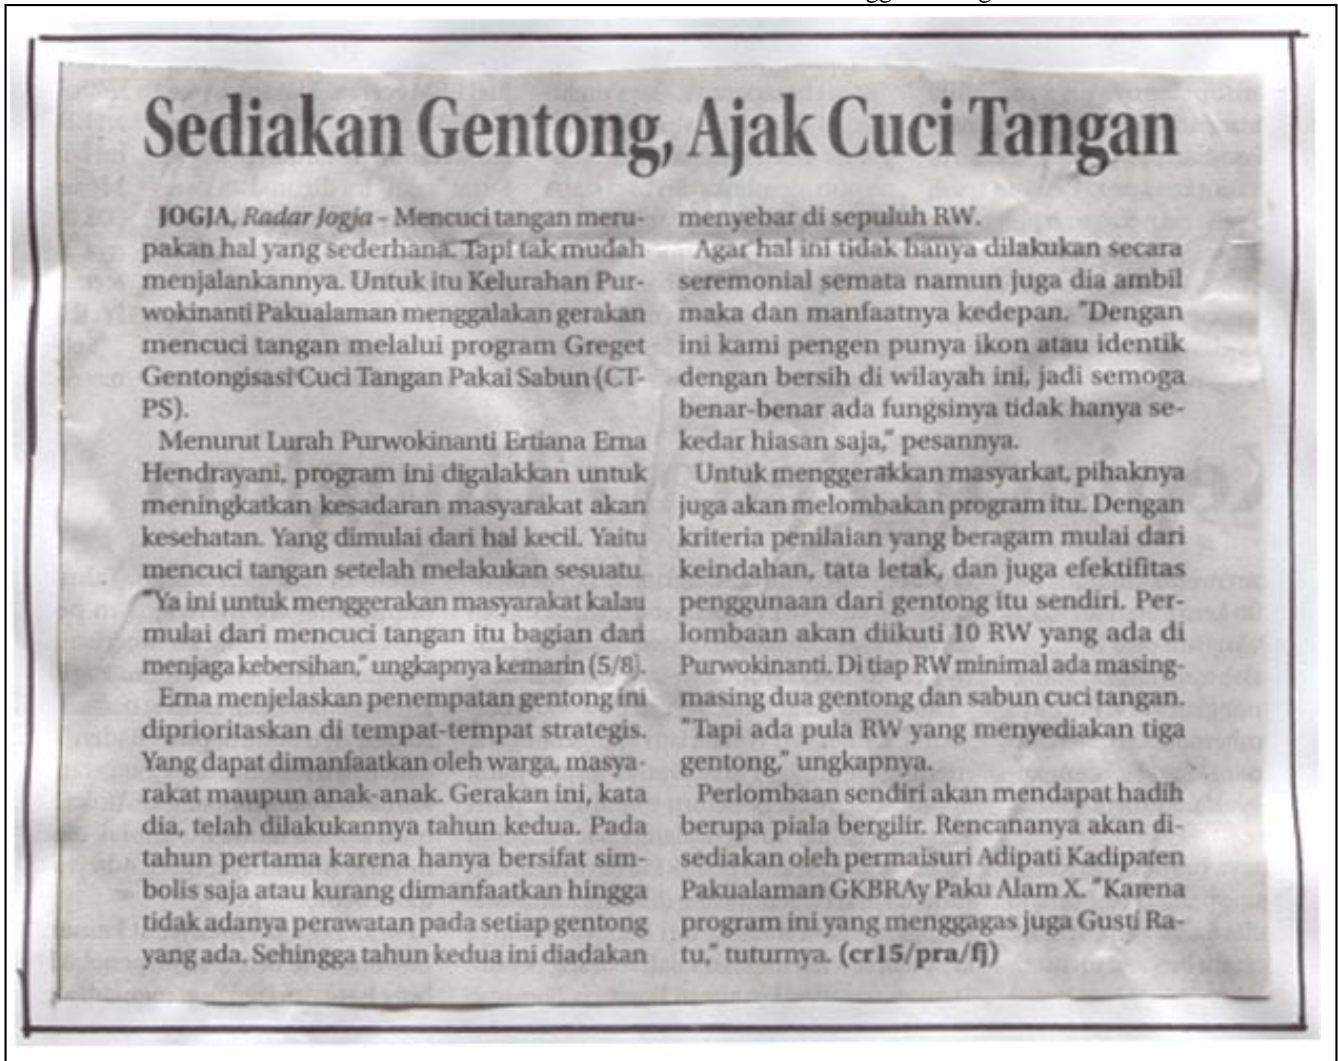 Sediakan Gentong, Ajak Cuci Tangan
JOGJA, Radar Jogja – Mencuci tangan meru-
pakan hal yang sederhana. Tapi tak mudah
menjalankannya. Untuk itu Kelurahan Pur-
wokinanti Pakualaman menggalakan gerakan
mencuci tangan melalui program Greget
Gentongisasi Cuci Tangan Pakai Sabun (CT-
PS).
Menurut Lurah Purwokinanti Ertiana Erna
Hendrayani, program ini digalakkan untuk
meningkatkan kesadaran masyarakat akan
kesehatan. Yang dimulai dari hal kecil. Yaitu
mencuci tangan setelah melakukan sesuatu.
"Ya ini untuk menggerakan masyarakat kalau
mulai dari mencuci tangan itu bagian dari
menjaga kebersihan," ungkapnya kemarin (5/8).
Erna menjelaskan penempatan gentong ini
diprioritaskan di tempat-tempat strategis.
Yang dapat dimanfaatkan oleh warga, masya-
rakat maupun anak-anak. Gerakan ini, kata
dia, telah dilakukannya tahun kedua. Pada
tahun pertama karena hanya bersifat sim-
bolis saja atau kurang dimanfaatkan hingga
tidak adanya perawatan pada setiap gentong
yang ada. Sehingga tahun kedua ini diadakan
menyebar di sepuluh RW.
Agar hal ini tidak hanya dilakukan secara
seremonial semata namun juga dia ambil
maka dan manfaatnya kedepan. "Dengan
ini kami pengen punya ikon atau identik
dengan bersih di wilayah ini, jadi semoga
benar-benar ada fungsinya tidak hanya se-
kedar hiasan saja," pesannya.
Untuk menggerakkan masyarkat, pihaknya
juga akan melombakan program itu. Dengan
kriteria penilaian yang beragam mulai dari
keindahan, tata letak, dan juga efektifitas
penggunaan dari gentong itu sendiri. Per-
lombaan akan diikuti 10 RW yang ada di
Purwokinanti. Di tiap RW minimal ada masing-
masing dua gentong dan sabun cuci tangan.
"Tapi ada pula RW yang menyediakan tiga
gentong," ungkapnya.
Perlombaan sendiri akan mendapat hadih
berupa piala bergilir. Rencananya akan di-
sediakan oleh permaisuri Adipati Kadipaten
Pakualaman GKBRAy Paku Alam X. "Karena
program ini yang menggagas juga Gusti Ra-
tu," tuturnya. (cr15/pra/fj)